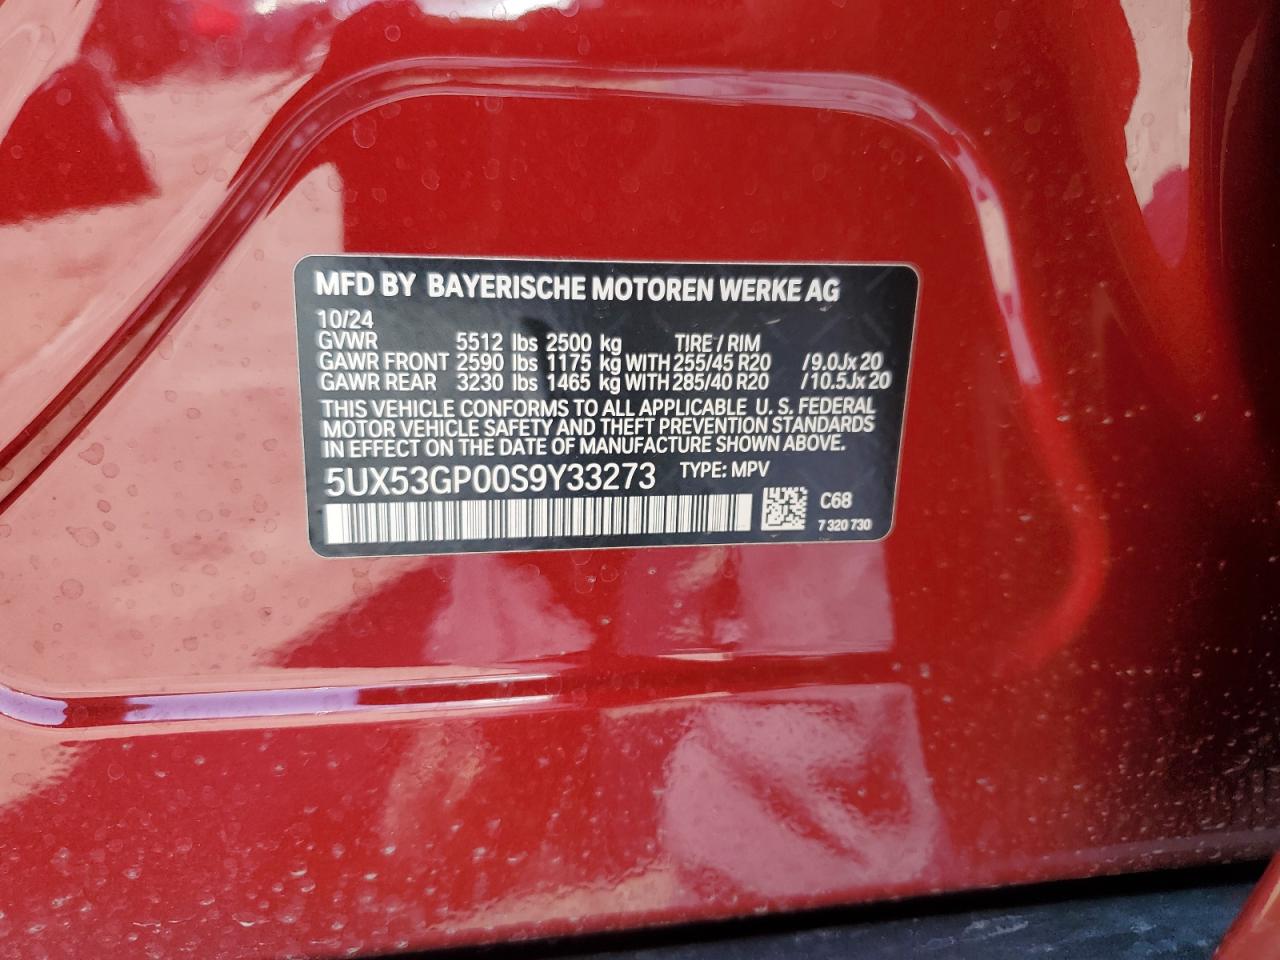 MFD BY BAYERISCHE MOTOREN WERKE AG
10/24
GVWR 5512 lbs 2500 kg TIRE / RIM
GAWR FRONT 2590 lbs 1175 kg WITH 255/45 R20 /9.0Jx 20
GAWR REAR 3230 lbs 1465 kg WITH 285/40 R20 /10.5Jx 20
THIS VEHICLE CONFORMS TO ALL APPLICABLE U. S. FEDERAL
MOTOR VEHICLE SAFETY AND THEFT PREVENTION STANDARDS
IN EFFECT ON THE DATE OF MANUFACTURE SHOWN ABOVE.
5UX53GP00S9Y33273 TYPE: MPV
C68
7 320 730